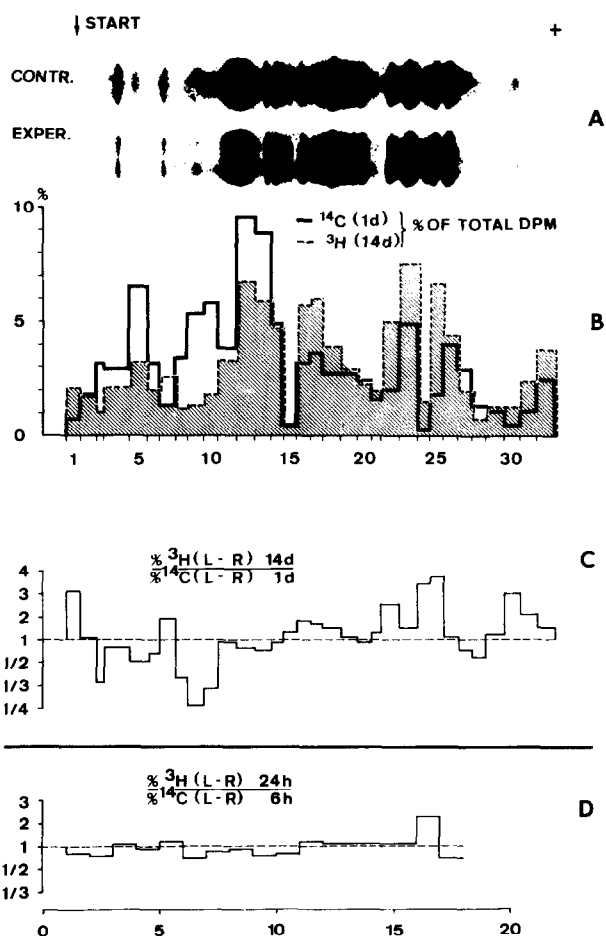 START
+
CONTR.
EXPER.
A
%
10
5
0
¹⁴C (1d)
³H (14d)
% OF TOTAL DPM
B
1 5 10 15 20 25 30
C
% ³H (L-R) 14d
% ¹⁴C (L-R) 1d
4
3
2
1
1/2
1/3
1/4
D
% ³H (L-R) 24h
% ¹⁴C (L-R) 6h
3
2
1
1/2
1/3
0 5 10 15 20